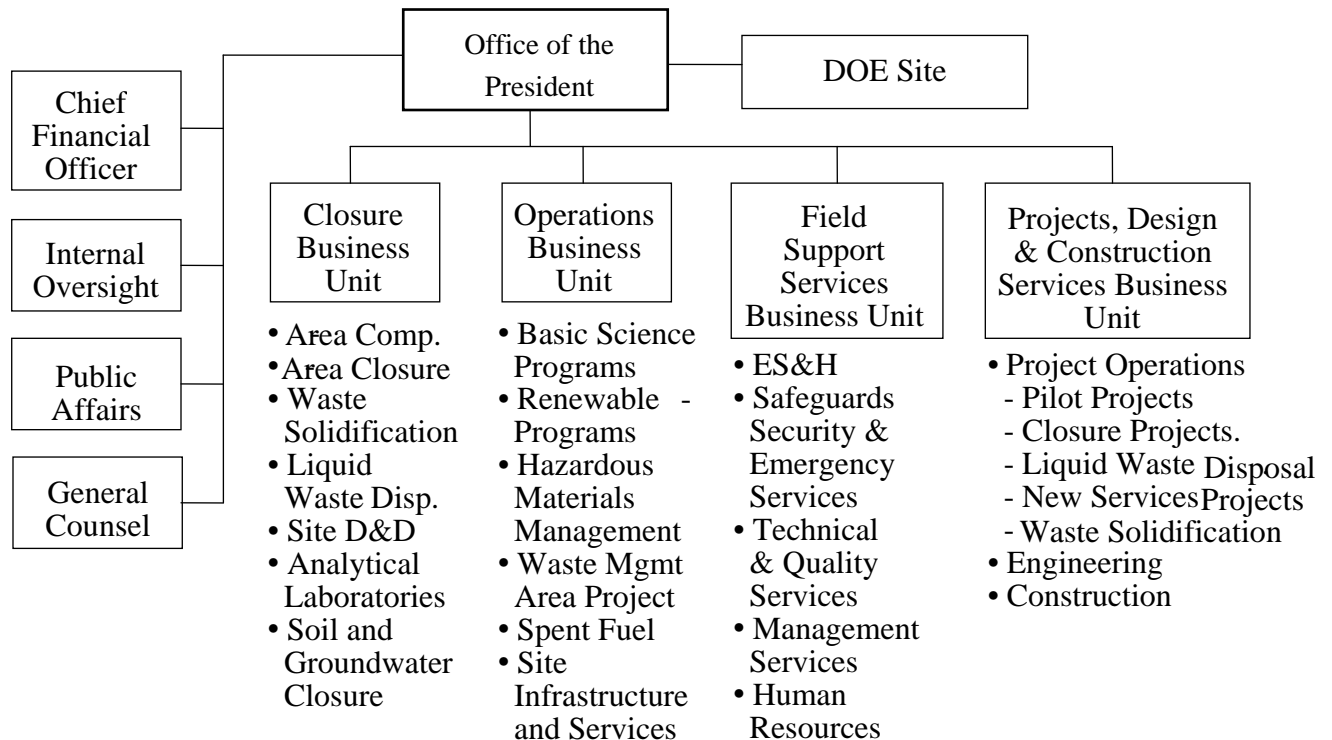 Office of the
President
DOE Site
Chief
Financial
Officer
Internal
Oversight
Public
Affairs
General
Counsel
Closure
Business
Unit
• Area Comp.
• Area Closure
• Waste
Solidification
• Liquid
Waste Disp.
• Site D&D
• Analytical
Laboratories
• Soil and
Groundwater
Closure
Operations
Business
Unit
• Basic Science
Programs
• Renewable -
Programs
• Hazardous
Materials
Management
• Waste Mgmt
Area Project
• Spent Fuel
• Site
Infrastructure
and Services
Field
Support
Services
Business Unit
• ES&H
• Safeguards
Security &
Emergency
Services
• Technical
& Quality
Services
• Management
Services
• Human
Resources
Projects, Design
& Construction
Services Business
Unit
• Project Operations
- Pilot Projects
- Closure Projects.
- Liquid Waste Disposal
- New Services Projects
- Waste Solidification
• Engineering
• Construction